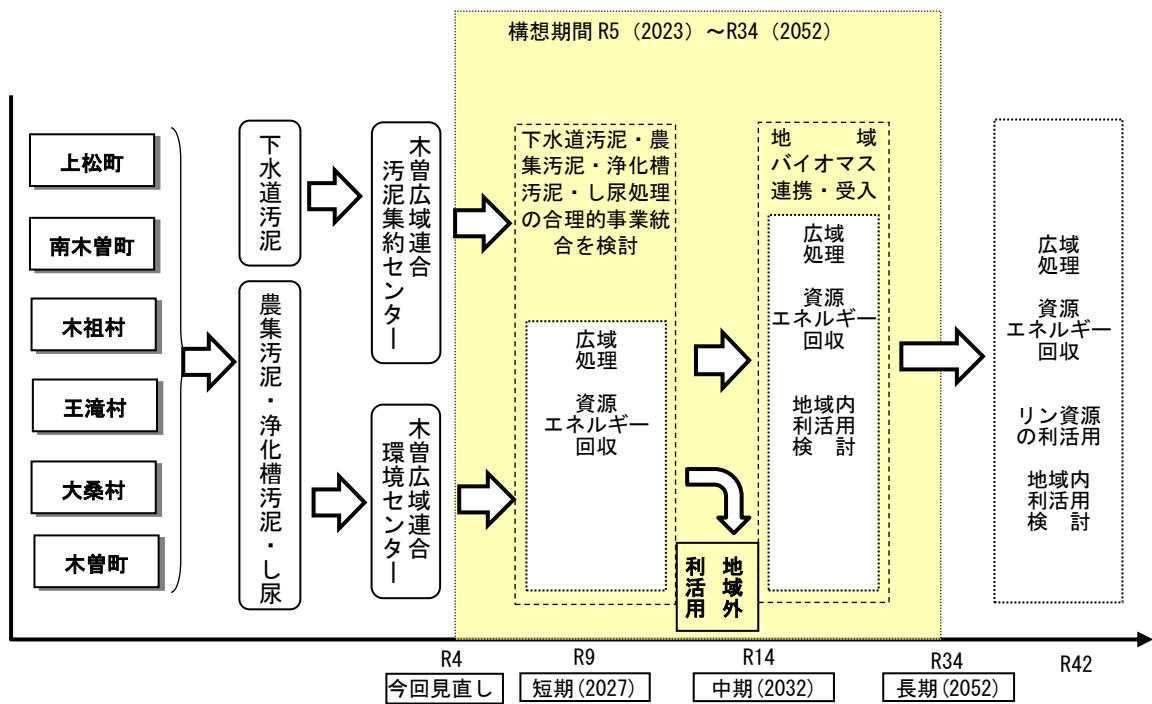 構想期間 R5（2023）～R34（2052）
上松町
南木曽町
木祖村
王滝村
大桑村
木曽町
下水道汚泥
農集汚泥・浄化槽汚泥・し尿
木曽広域連合
汚泥集約センター
木曽広域連合
環境センター
下水道汚泥・農
集汚泥・浄化槽
汚泥・し尿処理
の合理的事業統
合を検討
広域
処理
資源
エネルギー
回収
地域外
利活用
地　域
バイオマス
連携・受入
広域
処理
資源
エネルギー
回収
地域内
利活用
検　討
広域
処理
資源
エネルギー
回収
リン資源
の利活用
地域内
利活用
検　討
R4
今回見直し
R9
短期(2027)
R14
中期(2032)
R34
長期(2052)
R42